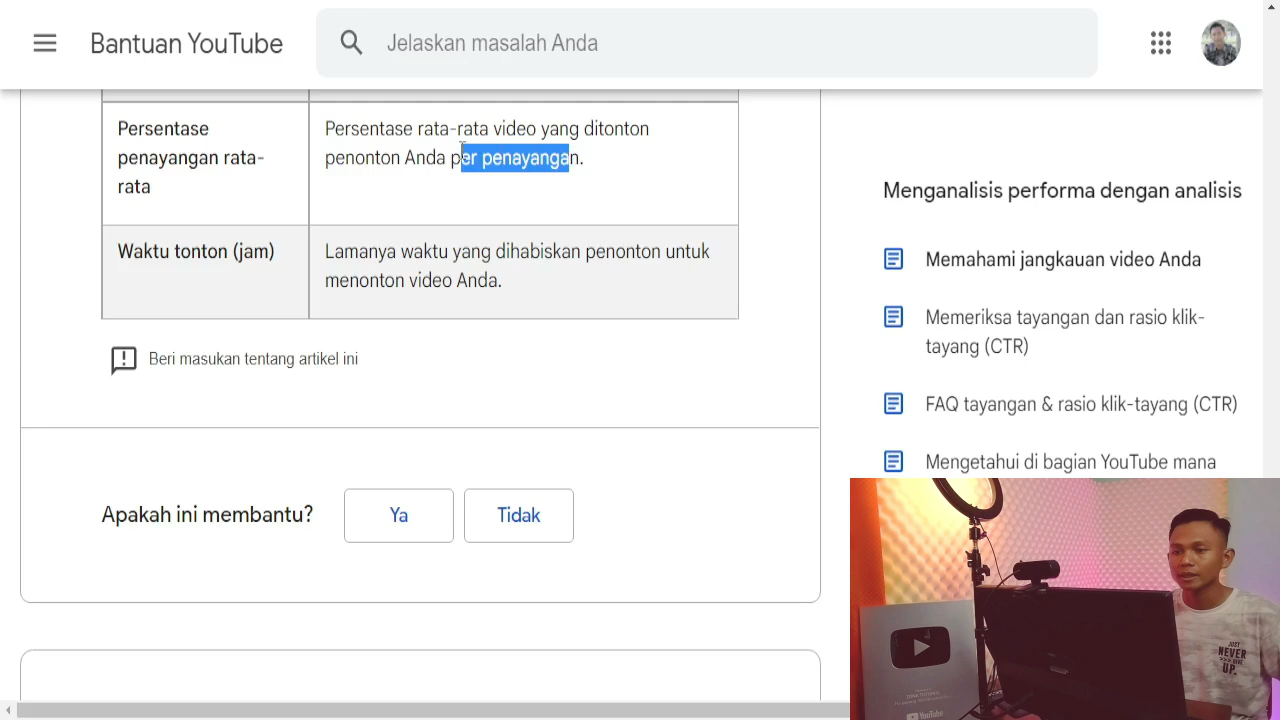 Bantuan YouTube
Jelaskan masalah Anda
Persentase
penayangan rata-
rata
Persentase rata-rata video yang ditonton
penonton Anda per penayangan.
Waktu tonton (jam)
Lamanya waktu yang dihabiskan penonton untuk
menonton video Anda.
Beri masukan tentang artikel ini
Apakah ini membantu?
Ya
Tidak
Menganalisis performa dengan analisis
Memahami jangkauan video Anda
Memeriksa tayangan dan rasio klik-
tayang (CTR)
FAQ tayangan & rasio klik-tayang (CTR)
Mengetahui di bagian YouTube mana
JUST
NEVER
GIVE
UP.
YouTube